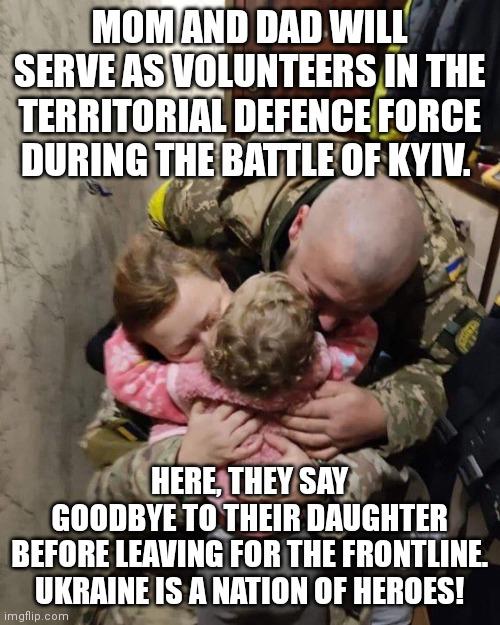 MOM AND DAD WILL
SERVE AS VOLUNTEERS IN THE
TERRITORIAL DEFENCE FORCE
DURING THE BATTLE OF KYIV.
HERE, THEY SAY
GOODBYE TO THEIR DAUGHTER
BEFORE LEAVING FOR THE FRONTLINE.
UKRAINE IS A NATION OF HEROES!
imgflip.com